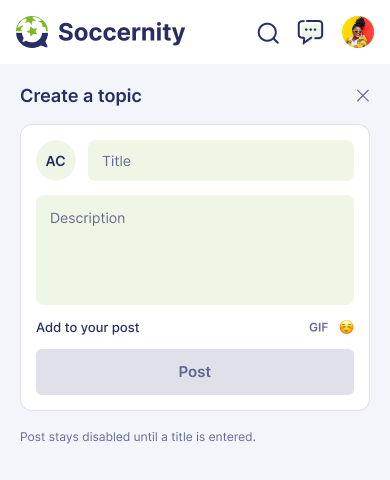 Soccernity
Create a topic
AC
Title
Description
Add to your post
GIF
Post
Post stays disabled until a title is entered.